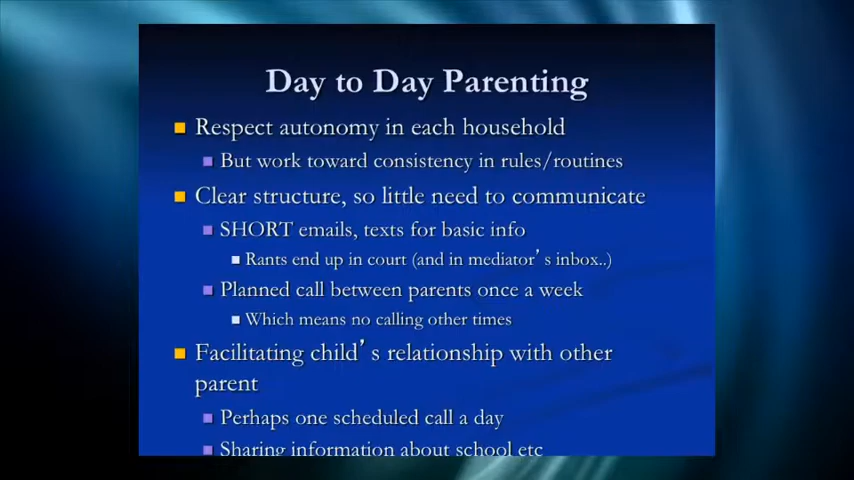 Day to Day Parenting
Respect autonomy in each household
But work toward consistency in rules/routines
Clear structure, so little need to communicate
SHORT emails, texts for basic info
Rants end up in court (and in mediator's inbox..)
Planned call between parents once a week
Which means no calling other times
Facilitating child's relationship with other
parent
Perhaps one scheduled call a day
Sharing information about school etc